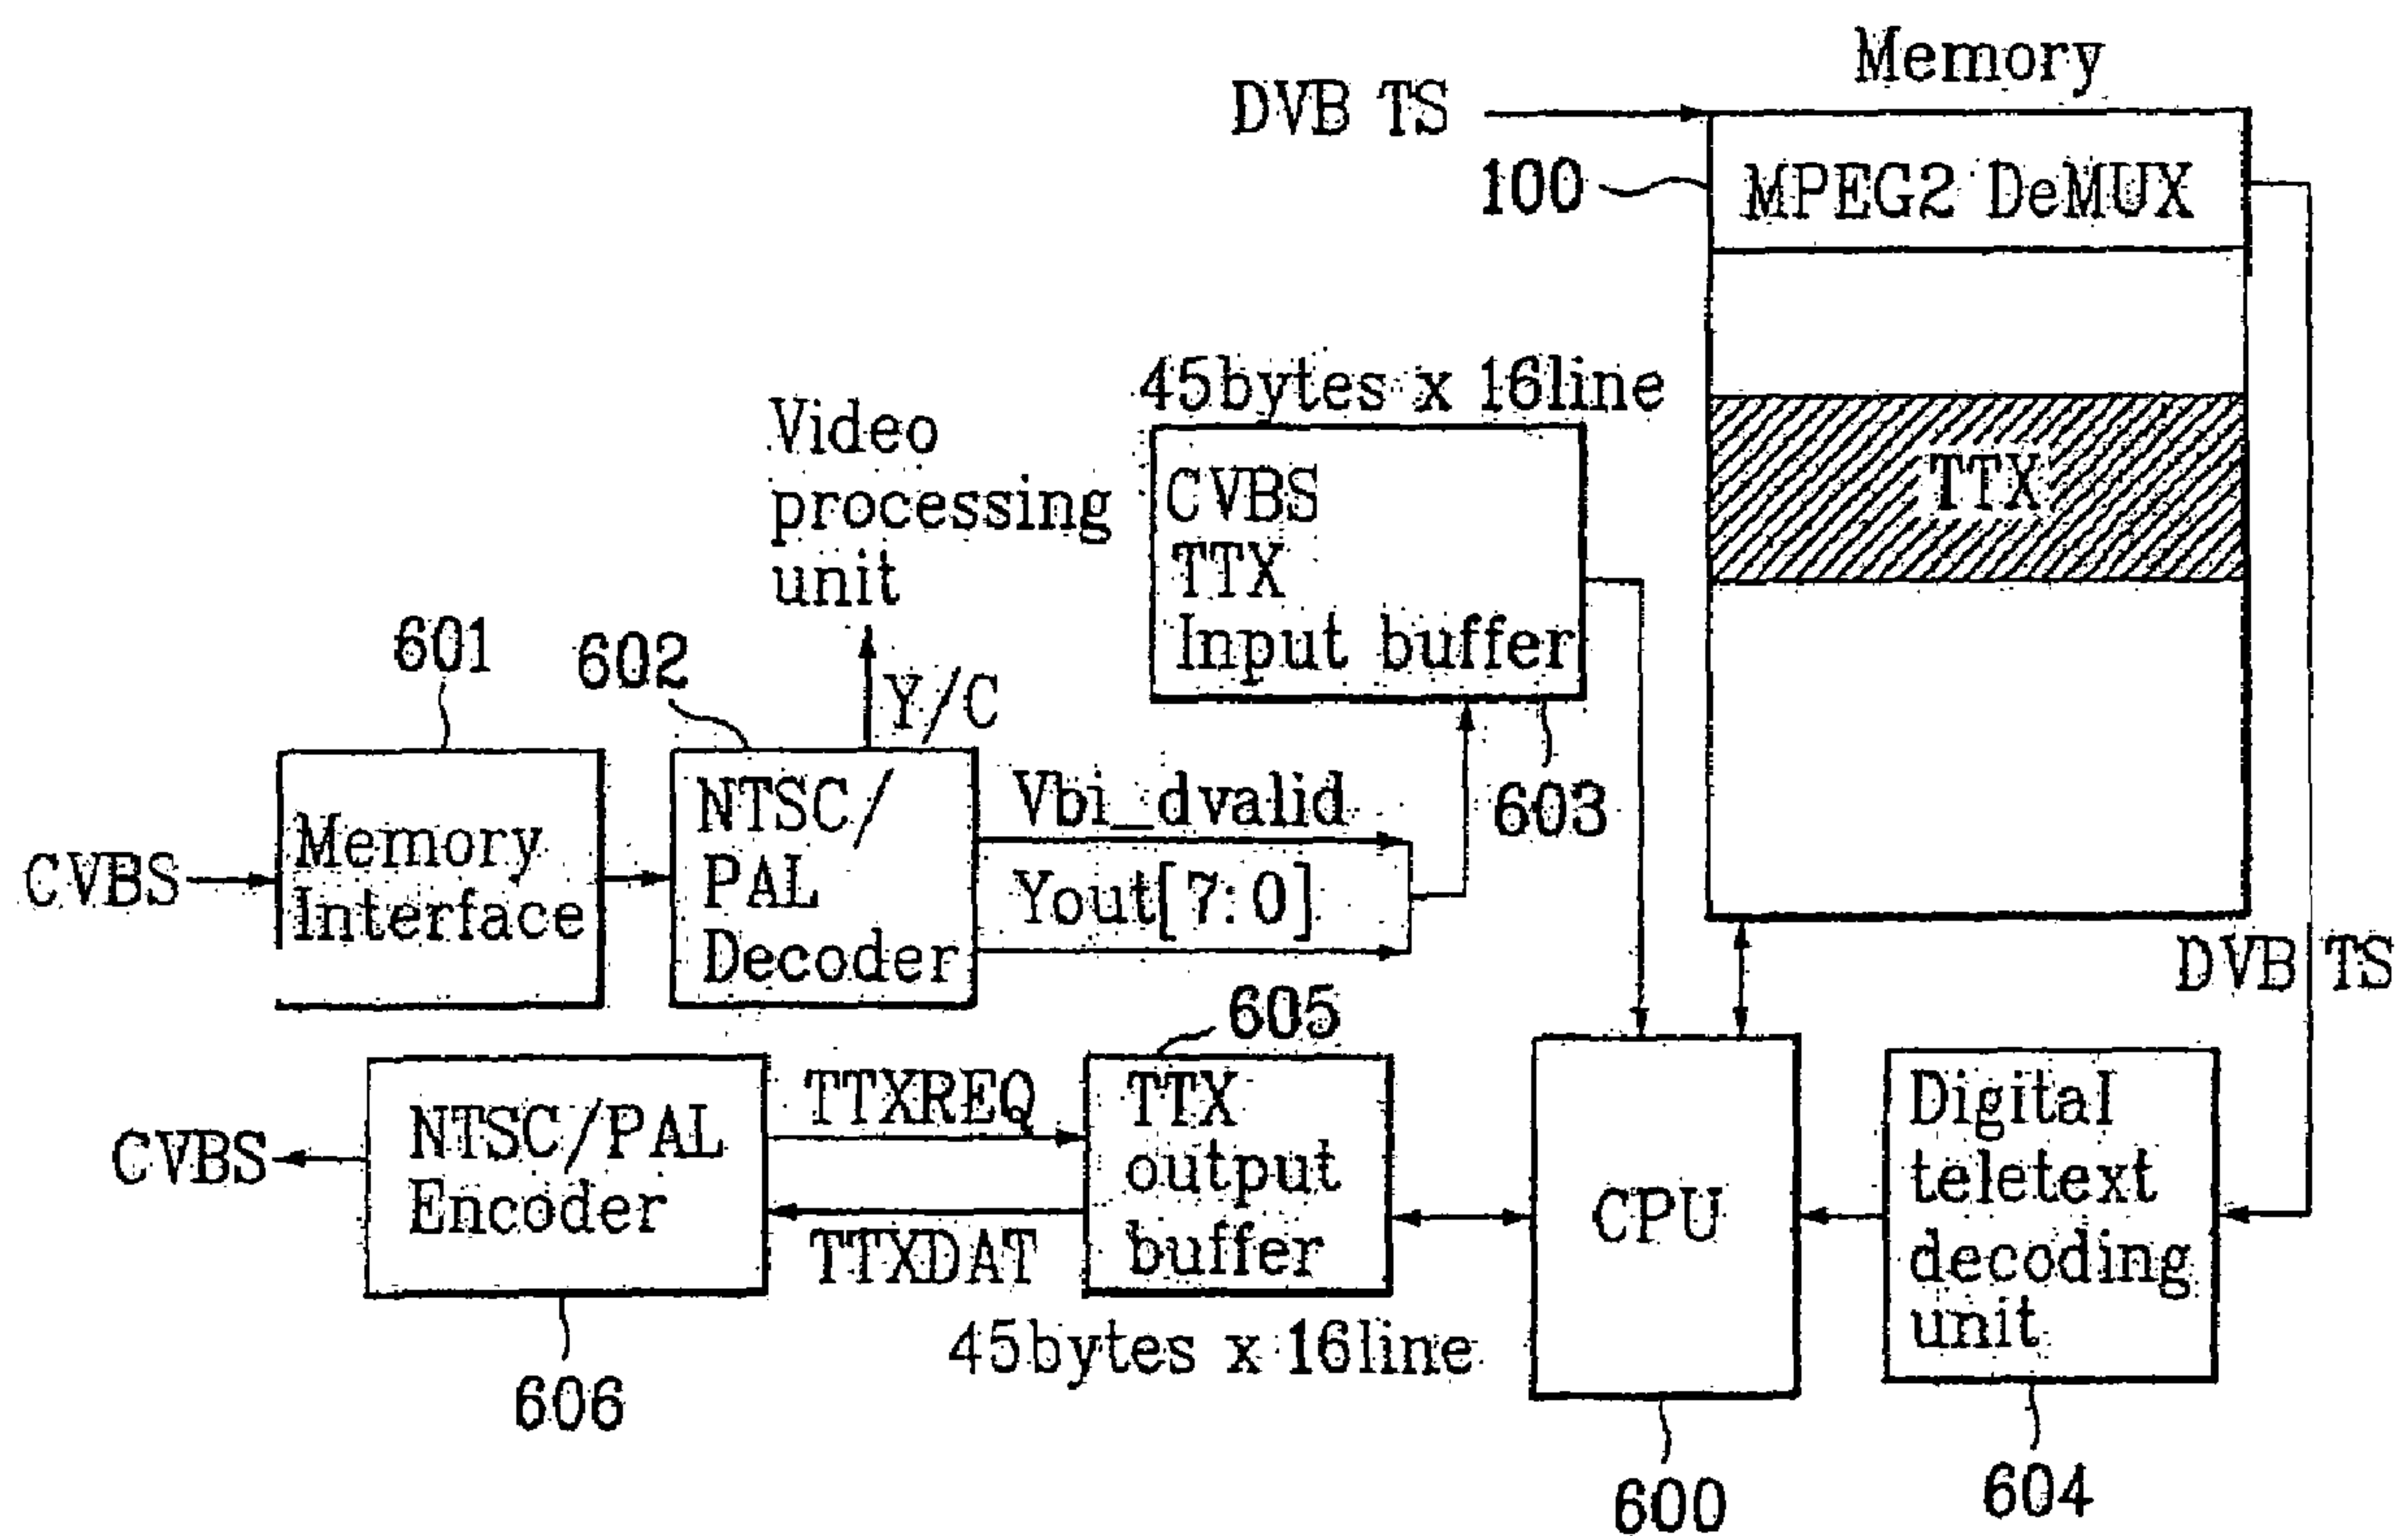 Memory
DVB TS
100
MPEG2 DeMUX
TTX
45bytes x 16line
CVBS
TTX
Input buffer
603
Video
processing
unit
Y/C
601
602
CVBS
Memory
Interface
NTSC/
PAL
Decoder
Vbi_dvalid
Yout[7:0]
DVB TS
605
CVBS
NTSC/PAL
Encoder
606
TTXREQ
TTXDAT
TTX
output
buffer
45bytes x 16line
CPU
600
Digital
teletext
decoding
unit
604